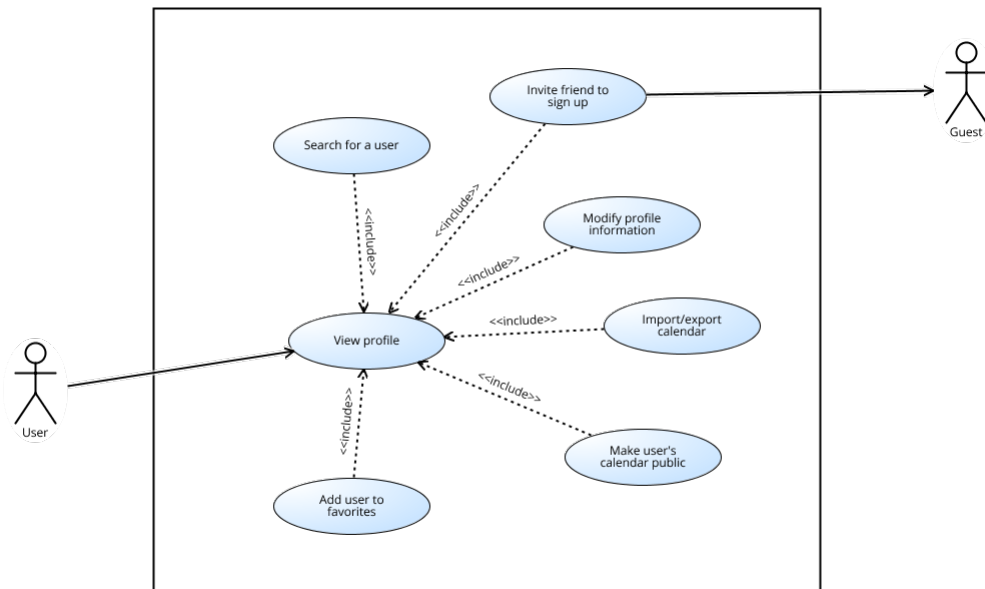 Invite friend to
sign up
Guest
Search for a user
<<include>>
<<include>>
Modify profile
information
<<include>>
<<include>>
Import/export
calendar
View profile
User
<<include>>
<<include>>
Make user's
calendar public
Add user to
favorites